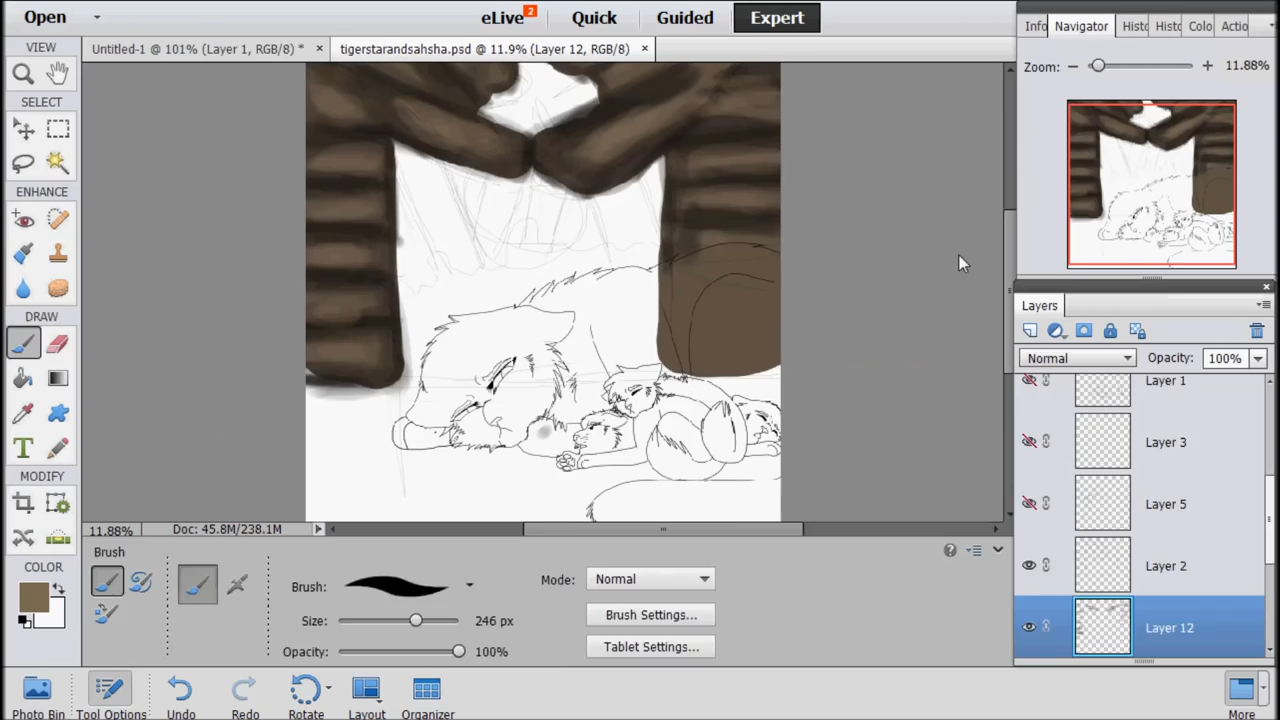 Open
eLive 2
Quick
Guided
Expert
Info
Navigator
Histo
Histo
Colo
Actio
VIEW
Untitled-1 @ 101% (Layer 1, RGB/8) * ×
tigerstarandsahsha.psd @ 11.9% (Layer 12, RGB/8) ×
Zoom:
11.88%
SELECT
ENHANCE
Layers
DRAW
Normal
Opacity: 100%
Layer 1
Layer 3
T
MODIFY
Layer 5
11.88%
Doc: 45.8M/238.1M
Brush
Layer 2
COLOR
Brush:
Mode: Normal
Size:
246 px
Brush Settings...
Layer 12
Opacity:
100%
Tablet Settings...
Photo Bin
Tool Options
Undo
Redo
Rotate
Layout
Organizer
More